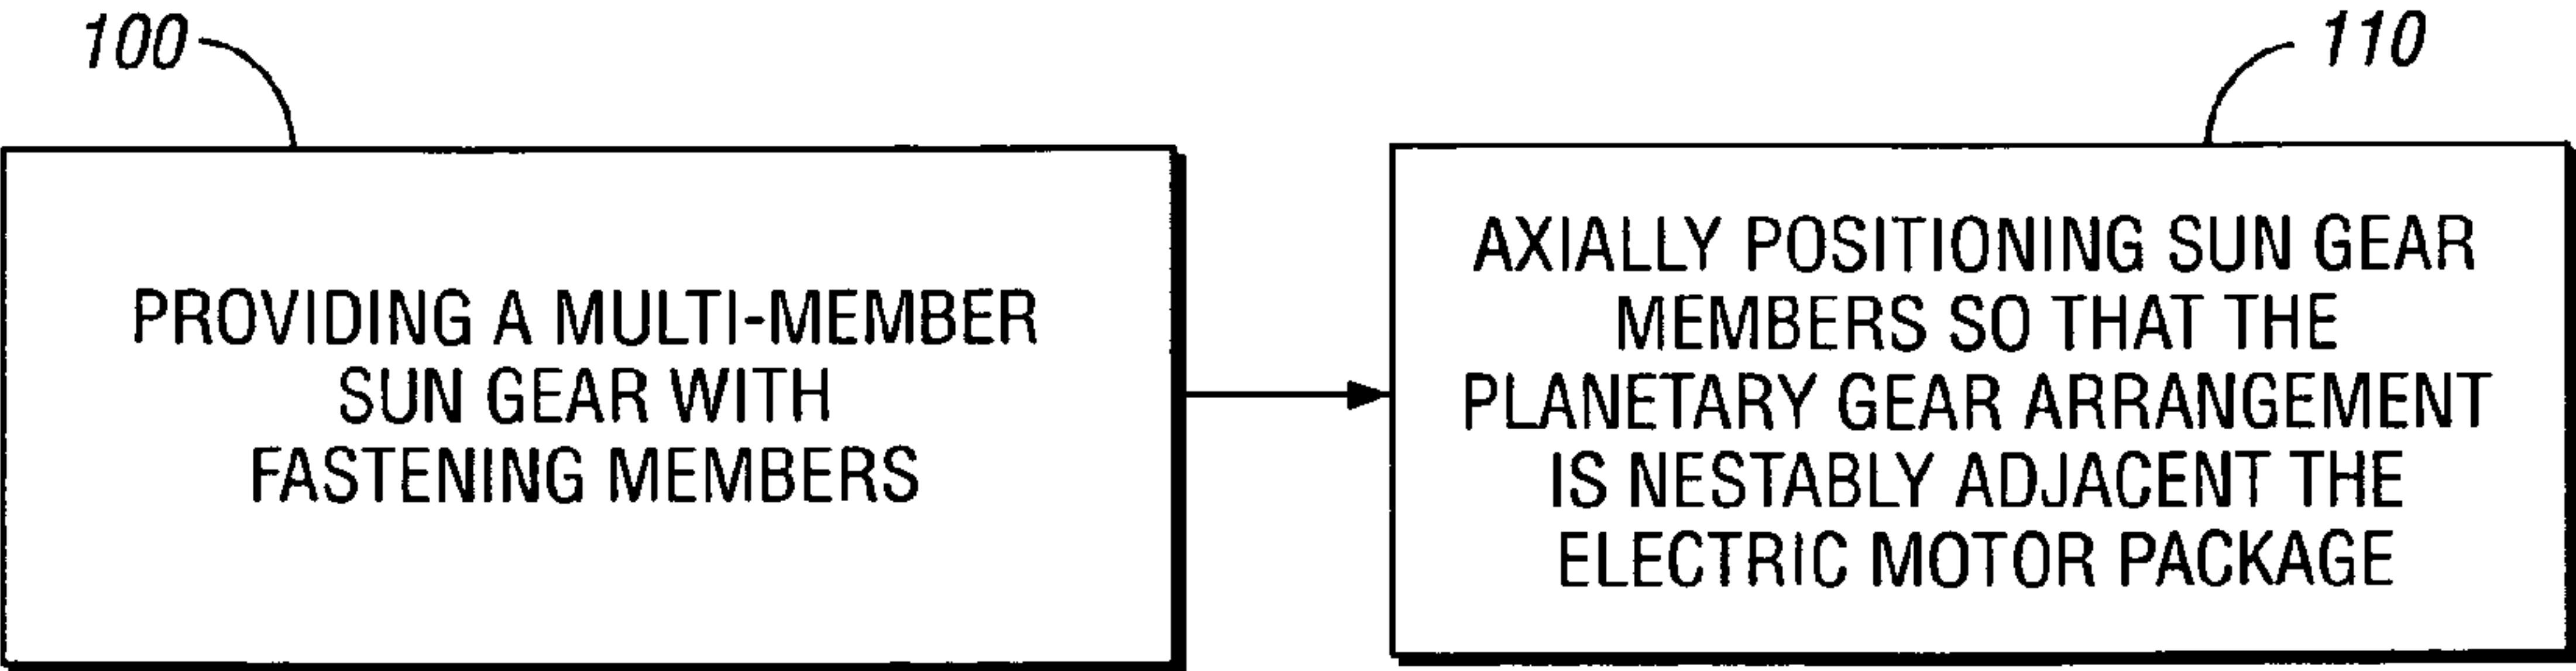 100
PROVIDING A MULTI-MEMBER
SUN GEAR WITH
FASTENING MEMBERS
110
AXIALLY POSITIONING SUN GEAR
MEMBERS SO THAT THE
PLANETARY GEAR ARRANGEMENT
IS NESTABLY ADJACENT THE
ELECTRIC MOTOR PACKAGE